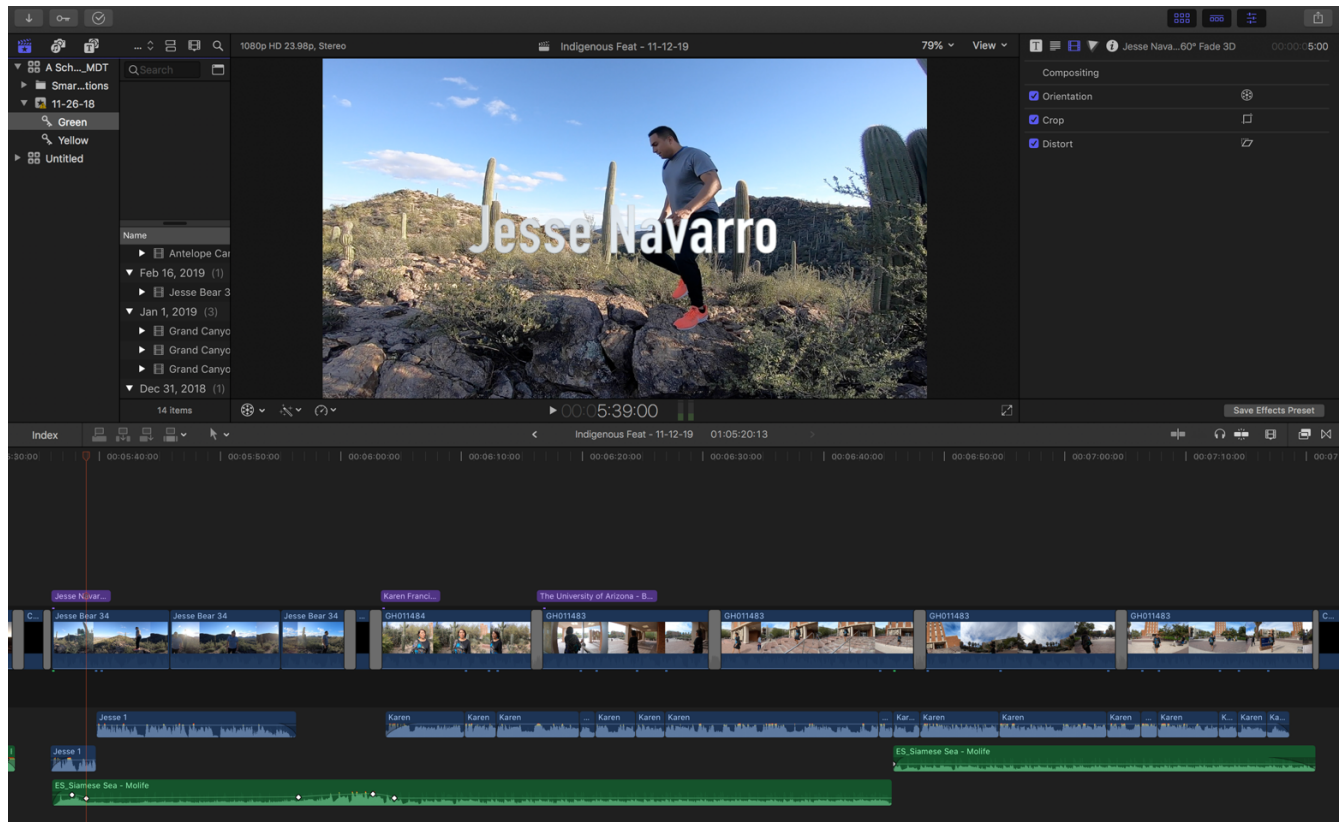 1080p HD 23.98p, Stereo
Indigenous Feat - 11-12-19
79%
View
T
Jesse Nava...60° Fade 3D
00:00:05:00
A Sch..._MDT
Search
Smar...tions
11-26-18
Green
Yellow
Untitled
Compositing
Orientation
Crop
Distort
Jesse Navarro
Name
Antelope Car
Feb 16, 2019 (1)
Jesse Bear 3
Jan 1, 2019 (3)
Grand Canyo
Grand Canyo
Grand Canyo
Dec 31, 2018 (1)
14 items
00:05:39:00
Save Effects Preset
Index
Indigenous Feat - 11-12-19
01:05:20:13
5:30:00 00:05:40:00 00:05:50:00 00:06:00:00 00:06:10:00 00:06:20:00 00:06:30:00 00:06:40:00 00:06:50:00 00:07:00:00 00:07:10:00 00:07
Jesse Navar...
Karen Franci...
The University of Arizona - B...
C... Jesse Bear 34 Jesse Bear 34 Jesse Bear 34 ... GH011484 GH011483 GH011483 GH011483 GH011483 C...
Jesse 1 Karen Karen Karen ... Karen Karen Karen ... Kar... Karen Karen Karen ... Karen K... Karen Ka...
Jesse 1
ES_Siamese Sea - Molife
ES_Siamese Sea - Molife